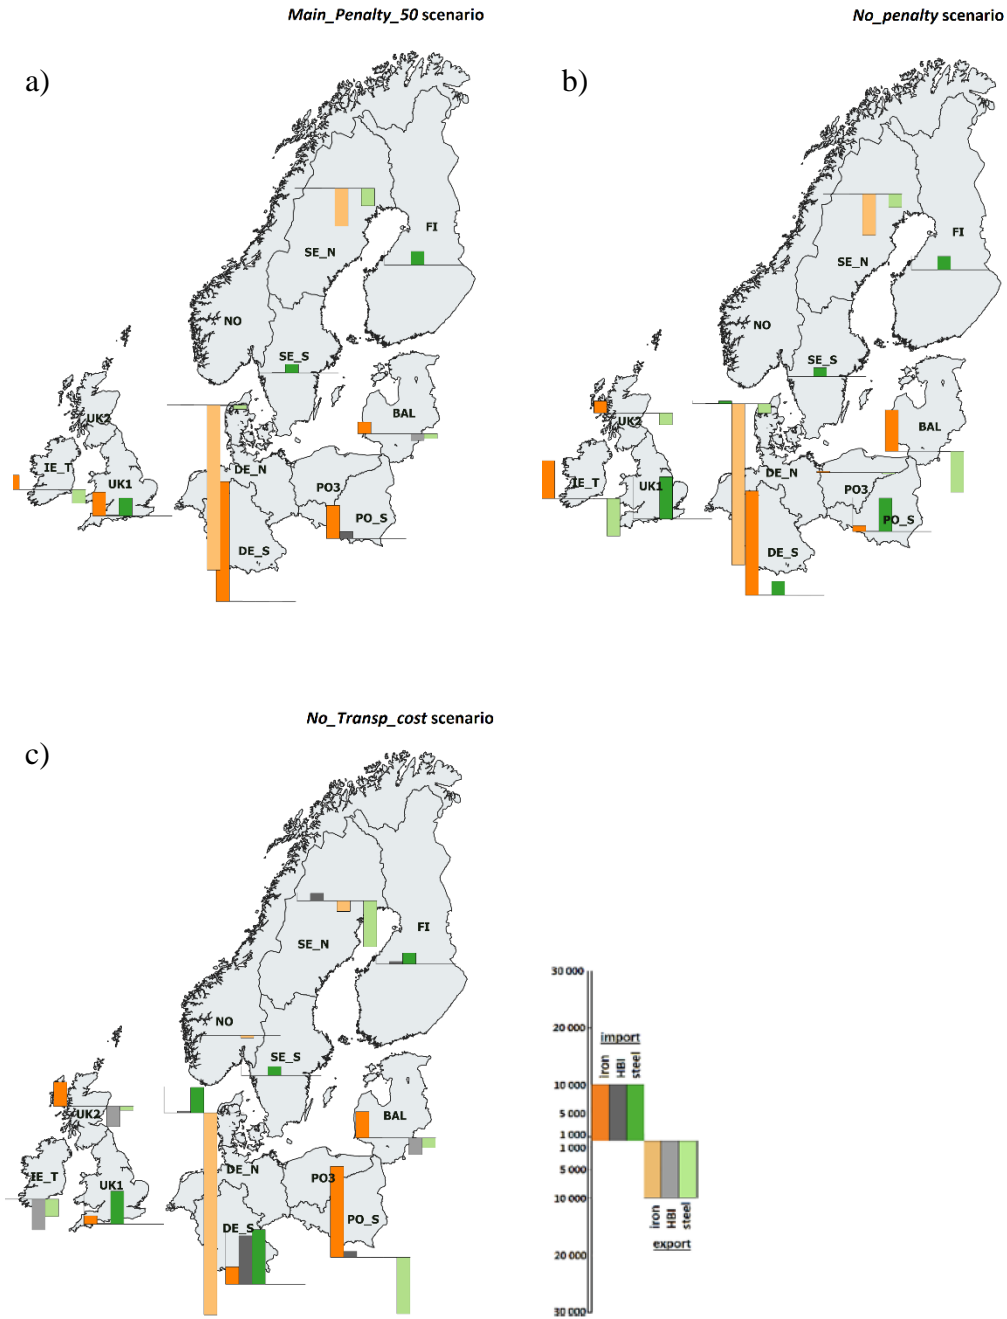 Main_Penalty_50 scenario
No_penalty scenario
a)
b)
FI
SE_N
NO
SE_S
UK2
BAL
IE_T
DE_N
UK1
PO3
PO_S
DE_S
FI
SE_N
NO
SE_S
UK2
BAL
DE_N
IE_T
UK1
PO3
PO_S
DE_S
No_Transp_cost scenario
c)
FI
SE_N
NO
SE_S
UK2
BAL
DE_N
IE_T
UK1
PO3
PO_S
DE_S
30 000
20 000
import
iron
HBI
steel
10 000
5 000
1 000
1 000
5 000
10 000
iron
HBI
steel
export
20 000
30 000